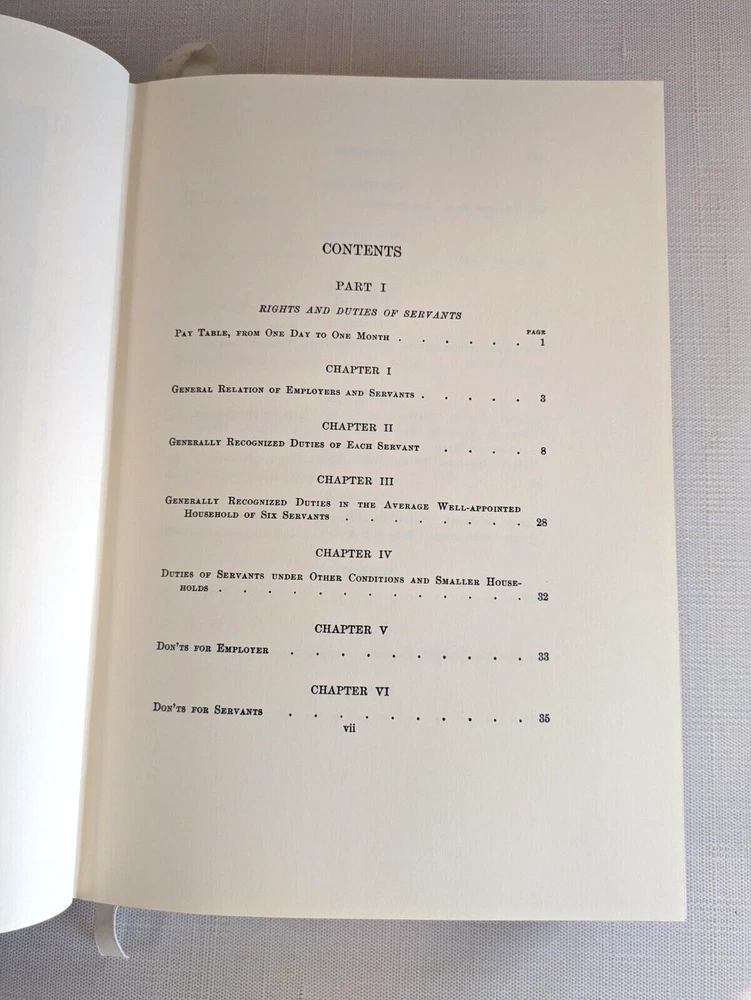 CONTENTS
PART I
RIGHTS AND DUTIES OF SERVANTS
PAGE
Pay Table, from One Day to One Month . . . . . . 1
CHAPTER I
General Relation of Employers and Servants . . . . . 3
CHAPTER II
Generally Recognized Duties of Each Servant . . . . 8
CHAPTER III
Generally Recognized Duties in the Average Well-appointed
Household of Six Servants . . . . . . . . 28
CHAPTER IV
Duties of Servants under Other Conditions and Smaller House-
holds . . . . . . . . . . . . . 32
CHAPTER V
Don'ts for Employer . . . . . . . . . . 33
CHAPTER VI
Don'ts for Servants . . . . . . . . . . 35
vii